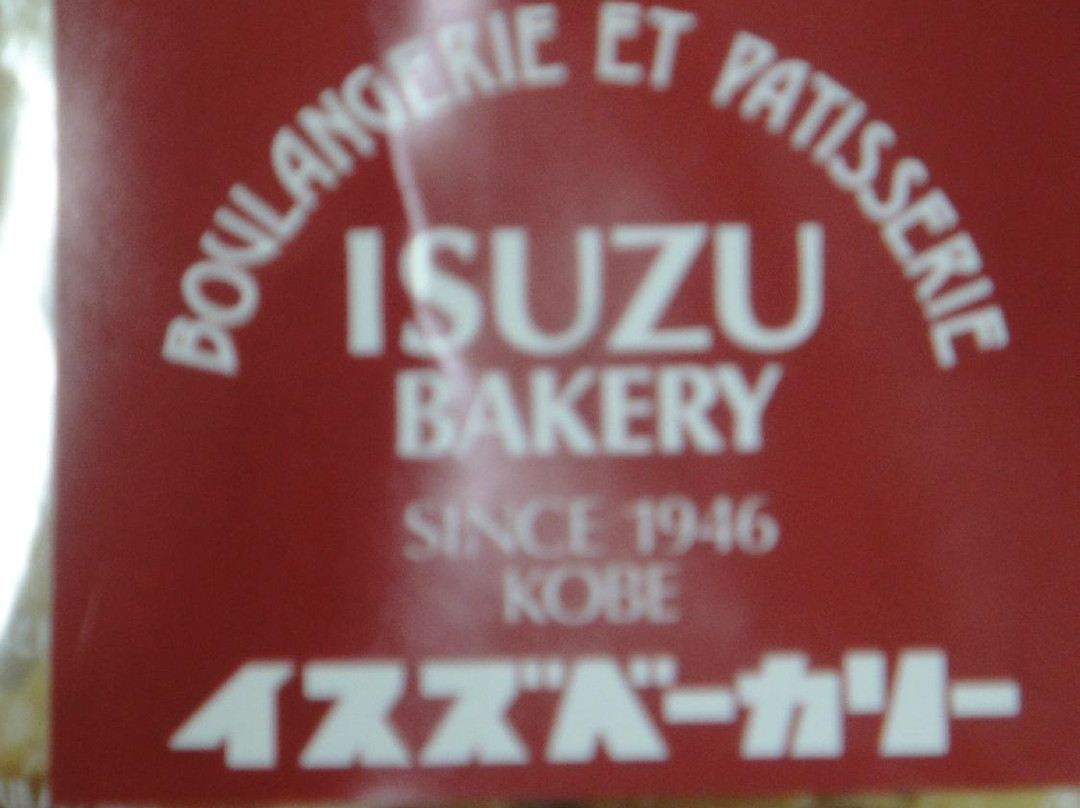 BOULANGERIE ET PATISSERIE
ISUZU
BAKERY
SINCE 1946
KOBE
イスズベーカリー